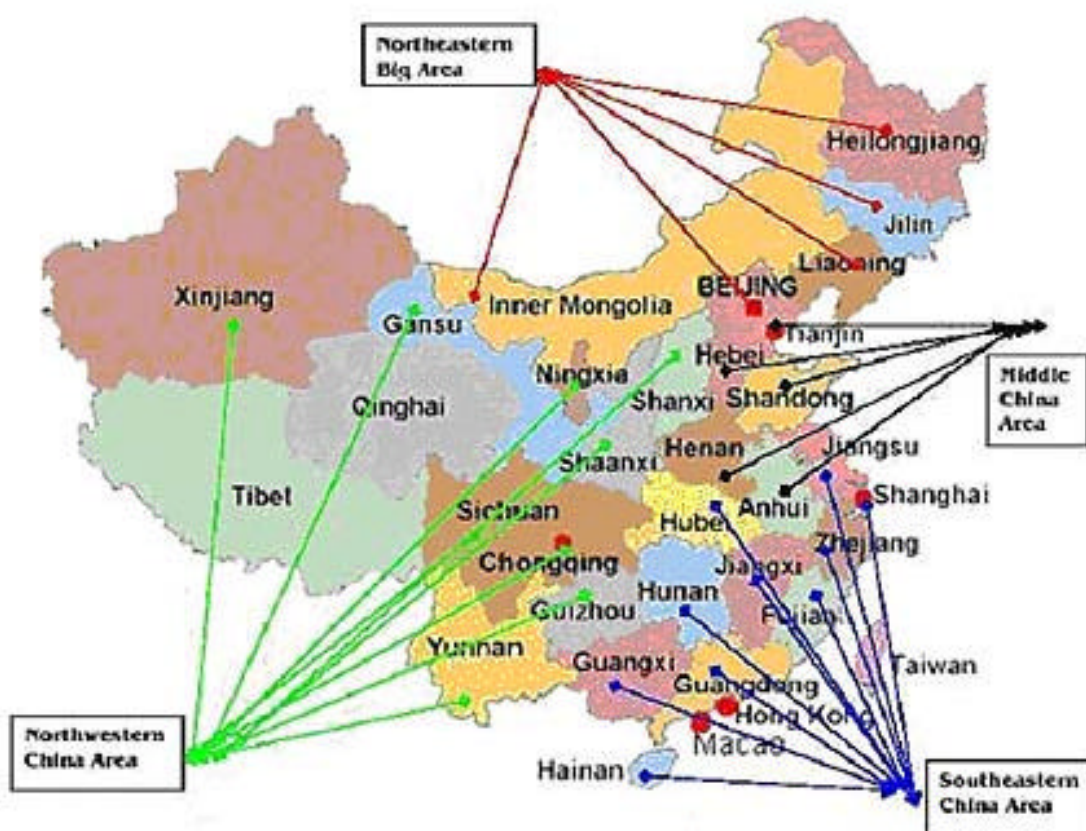 Northeastern
Big Area
Heilongjiang
Jilin
Liaoning
BEIJING
Xinjiang
Inner Mongolia
Gansu
Tianjin
Hebei
Ningxia
Middle
China
Area
Qinghai
Shanxi
Shandong
Henan
Jiangsu
Shaanxi
Tibet
Anhui
Shanghai
Sichuan
Hubei
Zhejiang
Chongqing
Jiangxi
Hunan
Guizhou
Fujian
Yunnan
Guangxi
Taiwan
Guangdong
Hong Kong
Macao
Northwestern
China Area
Hainan
Southeastern
China Area